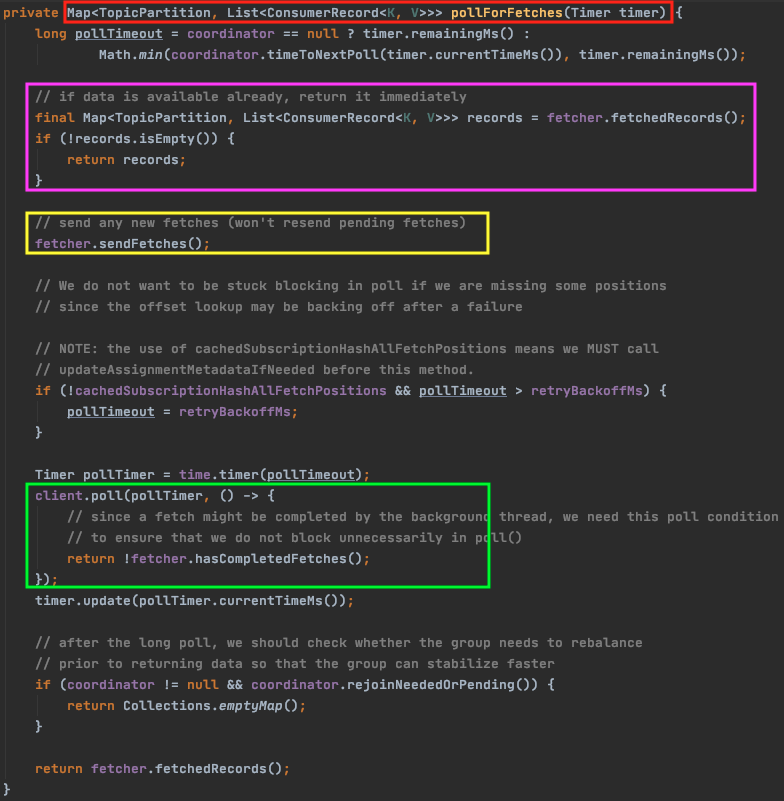 private Map<TopicPartition, List<ConsumerRecord<K, V>>> pollForFetches(Timer timer) {
    long pollTimeout = coordinator == null ? timer.remainingMs() :
            Math.min(coordinator.timeToNextPoll(timer.currentTimeMs()), timer.remainingMs());
    // if data is available already, return it immediately
    final Map<TopicPartition, List<ConsumerRecord<K, V>>> records = fetcher.fetchedRecords();
    if (!records.isEmpty()) {
        return records;
    }
    // send any new fetches (won't resend pending fetches)
    fetcher.sendFetches();
    // We do not want to be stuck blocking in poll if we are missing some positions
    // since the offset lookup may be backing off after a failure
    // NOTE: the use of cachedSubscriptionHashAllFetchPositions means we MUST call
    // updateAssignmentMetadataIfNeeded before this method.
    if (!cachedSubscriptionHashAllFetchPositions && pollTimeout > retryBackoffMs) {
        pollTimeout = retryBackoffMs;
    }
    Timer pollTimer = time.timer(pollTimeout);
    client.poll(pollTimer, () -> {
        // since a fetch might be completed by the background thread, we need this poll condition
        // to ensure that we do not block unnecessarily in poll()
        return !fetcher.hasCompletedFetches();
    });
    timer.update(pollTimer.currentTimeMs());
    // after the long poll, we should check whether the group needs to rebalance
    // prior to returning data so that the group can stabilize faster
    if (coordinator != null && coordinator.rejoinNeededOrPending()) {
        return Collections.emptyMap();
    }
    return fetcher.fetchedRecords();
}